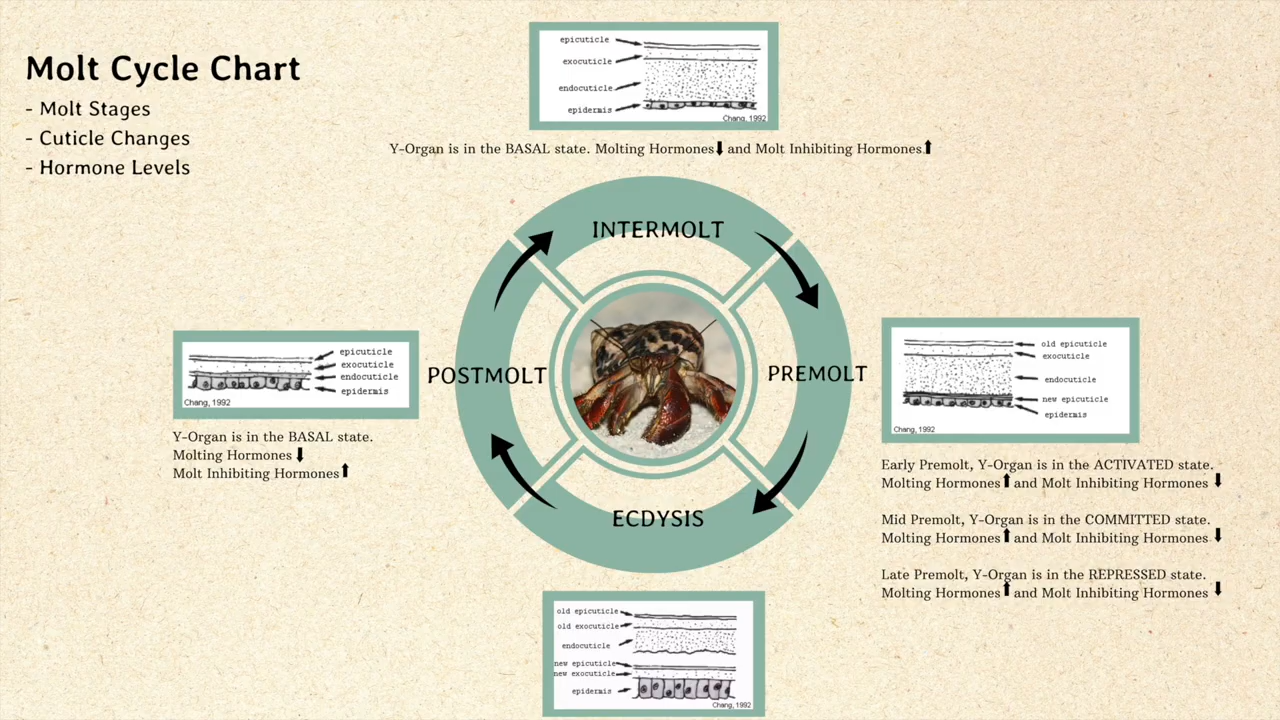 Molt Cycle Chart
- Molt Stages
- Cuticle Changes
- Hormone Levels
epicuticle
exocuticle
endocuticle
epidermis
Chang, 1992
Y-Organ is in the BASAL state. Molting Hormones⬇ and Molt Inhibiting Hormones⬆
INTERMOLT
PREMOLT
ECDYSIS
POSTMOLT
old epicuticle
exocuticle
endocuticle
new epicuticle
epidermis
Chang, 1992
Early Premolt, Y-Organ is in the ACTIVATED state.
Molting Hormones⬆ and Molt Inhibiting Hormones ⬇
Mid Premolt, Y-Organ is in the COMMITTED state.
Molting Hormones⬆ and Molt Inhibiting Hormones ⬇
Late Premolt, Y-Organ is in the REPRESSED state.
Molting Hormones⬆ and Molt Inhibiting Hormones ⬇
old epicuticle
old exocuticle
endocuticle
new epicuticle
new exocuticle
epidermis
Chang, 1992
epicuticle
exocuticle
endocuticle
epidermis
Chang, 1992
Y-Organ is in the BASAL state.
Molting Hormones ⬇
Molt Inhibiting Hormones⬆